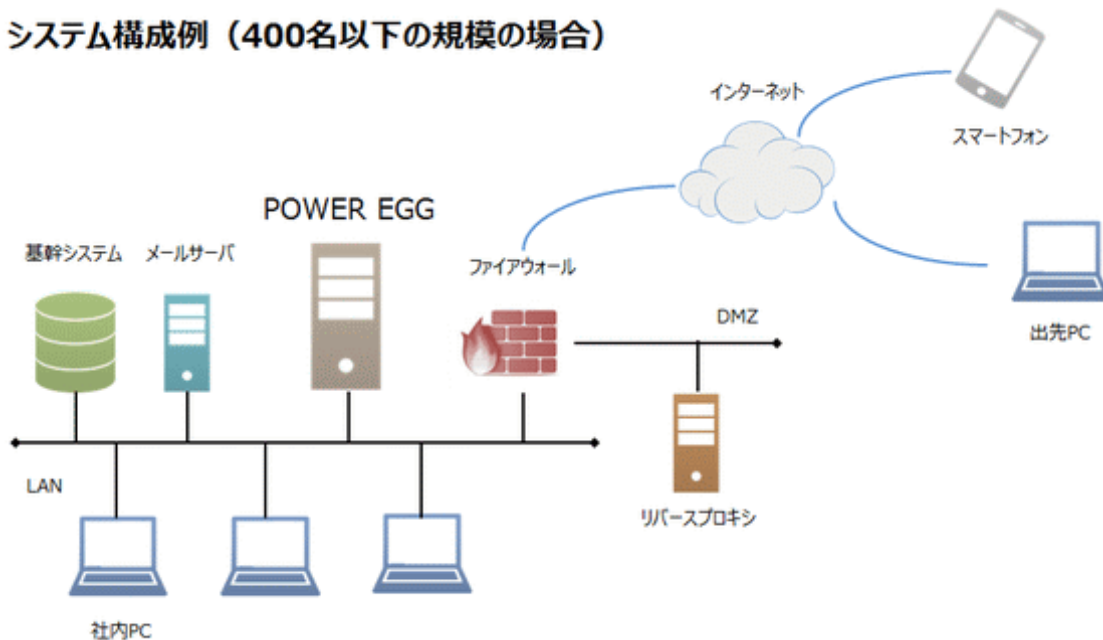 システム構成例（400名以下の規模の場合）
インターネット
スマートフォン
POWER EGG
基幹システム
メールサーバ
ファイアウォール
DMZ
出先PC
LAN
リバースプロキシ
社内PC